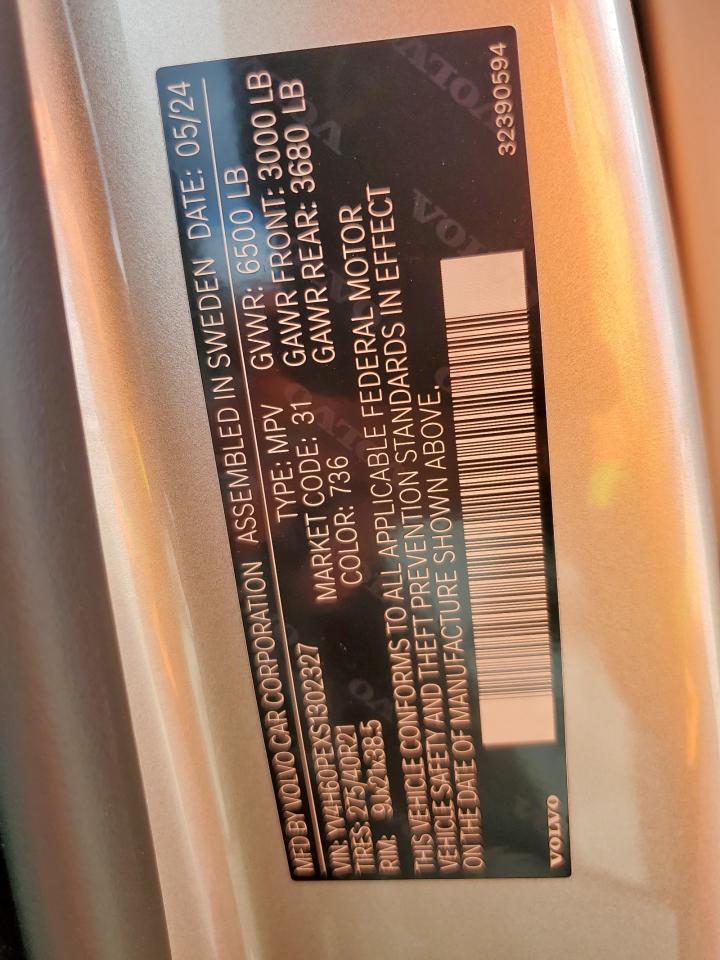 MFD BY VOLVO CAR CORPORATION ASSEMBLED IN SWEDEN DATE: 05/24
VIN: YV4H60PEXS1302327 TYPE: MPV GVWR: 6500 LB
TIRES: 275/40R21 MARKET CODE: 31 GAWR FRONT: 3000 LB
RIM: 9Jx21x38.5 COLOR: 736 GAWR REAR: 3680 LB
THIS VEHICLE CONFORMS TO ALL APPLICABLE FEDERAL MOTOR
VEHICLE SAFETY AND THEFT PREVENTION STANDARDS IN EFFECT
ON THE DATE OF MANUFACTURE SHOWN ABOVE.
VOLVO
32390594